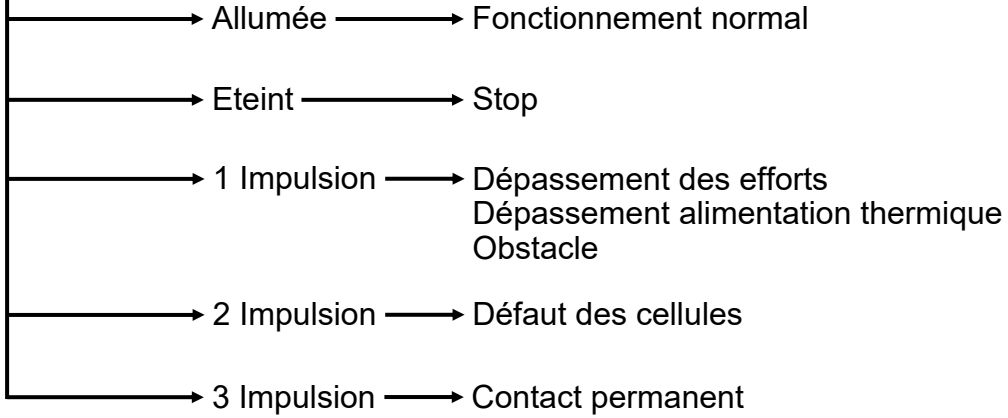 Allumée Fonctionnement normal
Eteint Stop
1 Impulsion Dépassement des efforts
Dépassement alimentation thermique
Obstacle
2 Impulsion Défaut des cellules
3 Impulsion Contact permanent